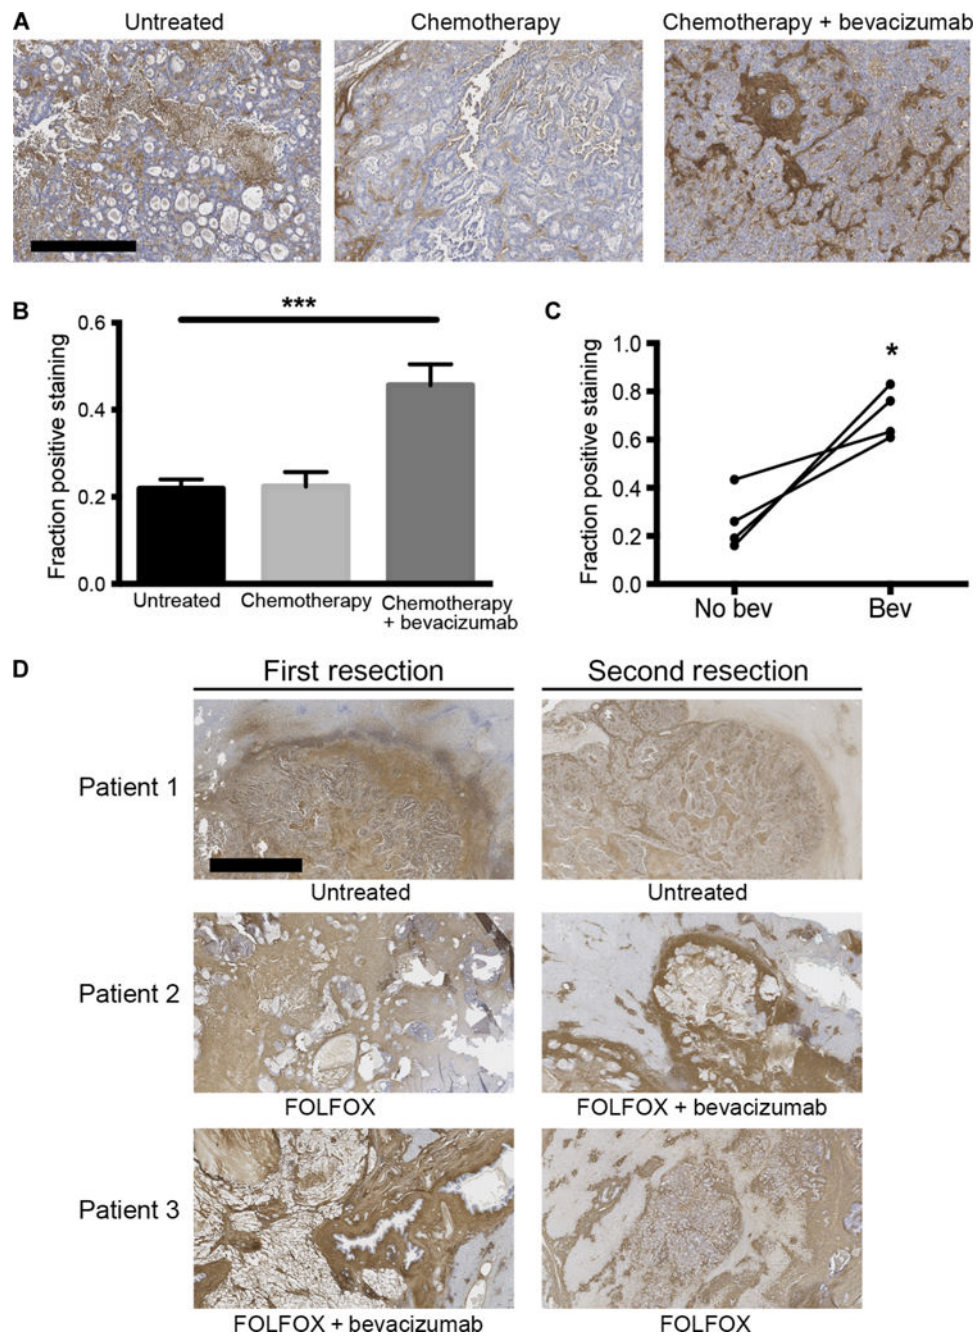 A
Untreated
Chemotherapy
Chemotherapy + bevacizumab
B
***
Fraction positive staining
0.6
0.4
0.2
0.0
Untreated
Chemotherapy
Chemotherapy
+ bevacizumab
C
*
Fraction positive staining
1.0
0.8
0.6
0.4
0.2
0.0
No bev
Bev
D
First resection
Second resection
Patient 1
Untreated
Untreated
Patient 2
FOLFOX
FOLFOX + bevacizumab
Patient 3
FOLFOX + bevacizumab
FOLFOX